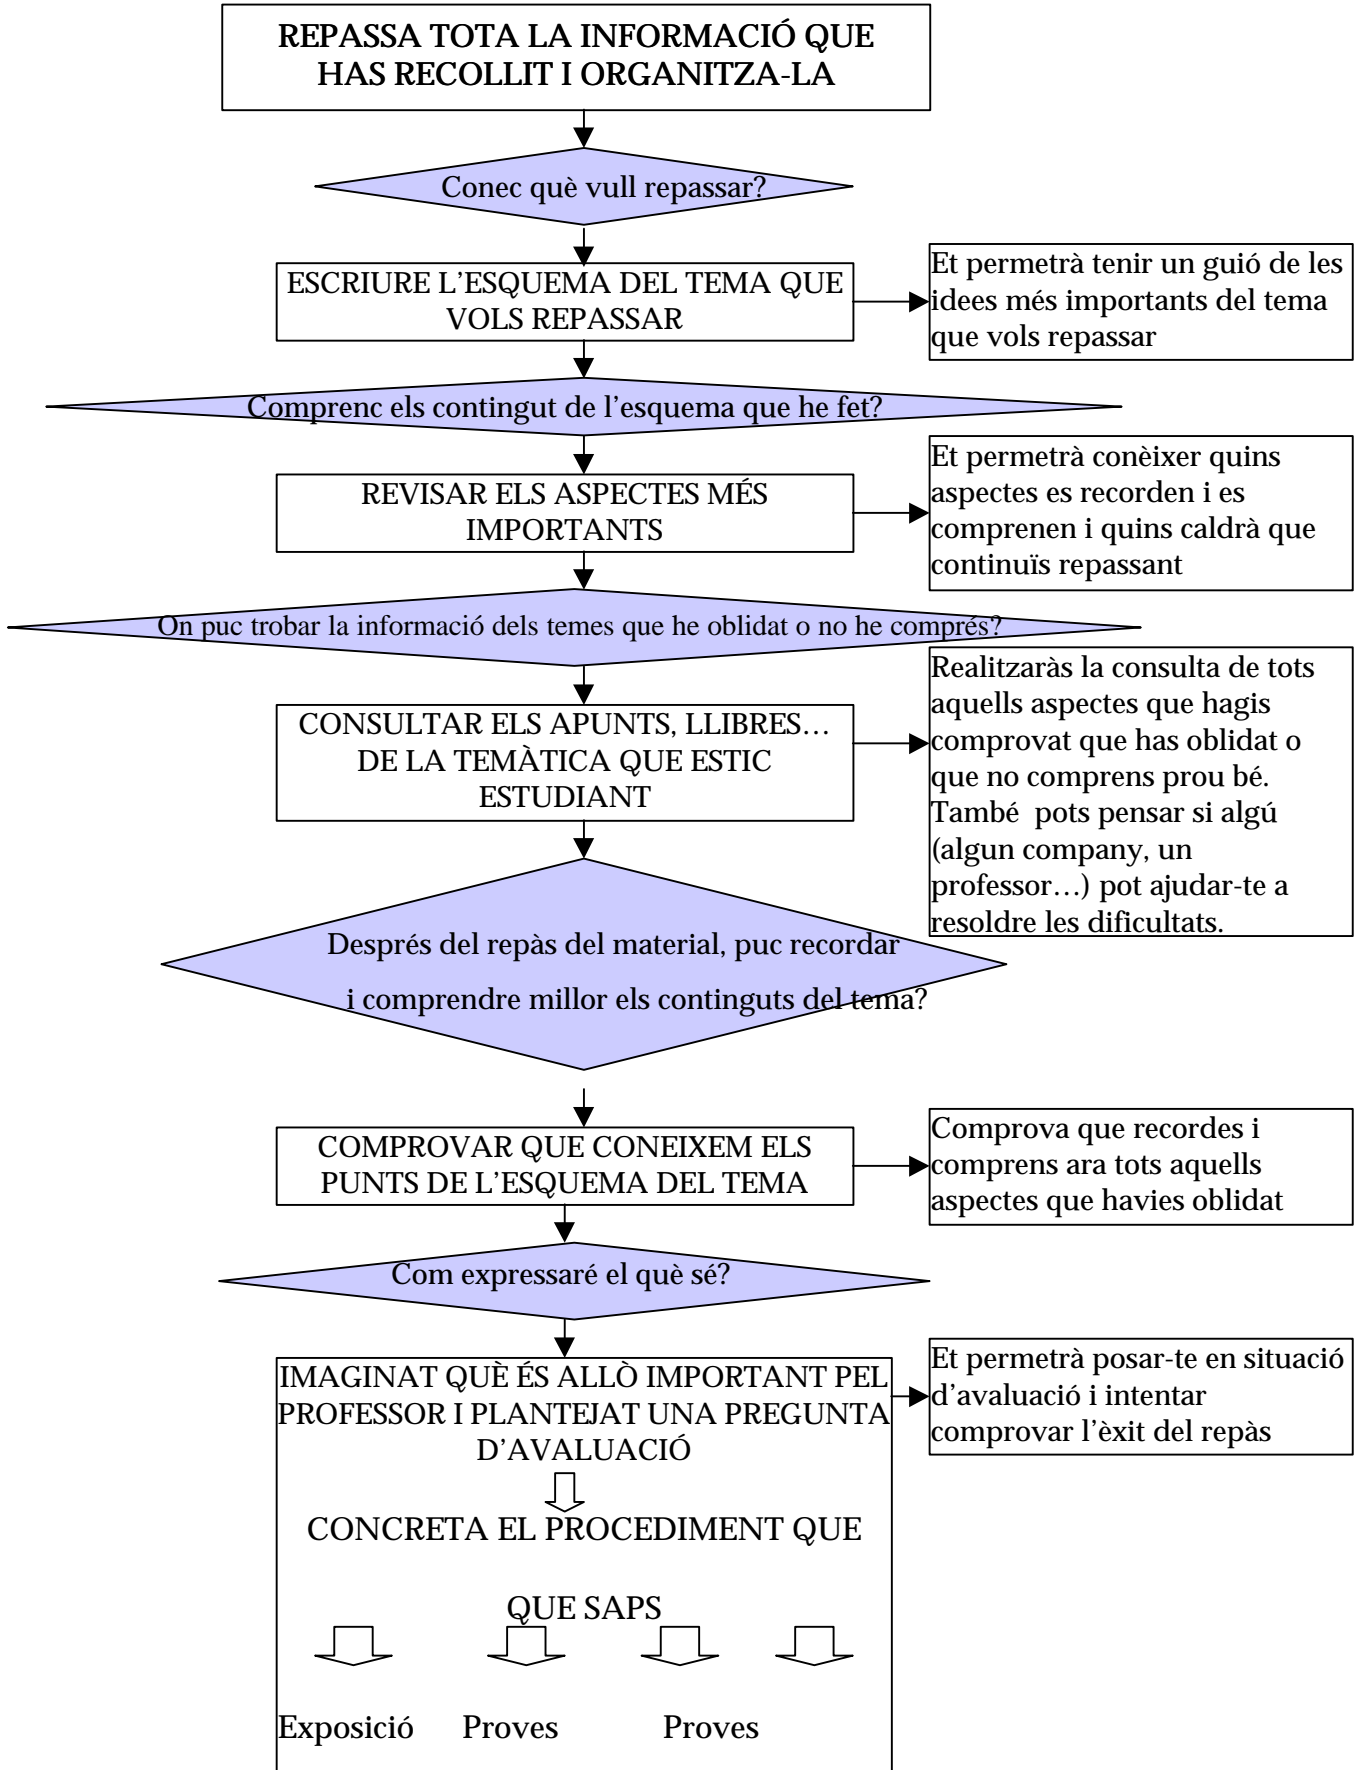 REPASSA TOTA LA INFORMACIÓ QUE
HAS RECOLLIT I ORGANITZA-LA
Conec què vull repassar?
ESCRIURE L'ESQUEMA DEL TEMA QUE
VOLS REPASSAR
Et permetrà tenir un guió de les
idees més importants del tema
que vols repassar
Comprenc els contingut de l'esquema que he fet?
REVISAR ELS ASPECTES MÉS
IMPORTANTS
Et permetrà conèixer quins
aspectes es recorden i es
comprenen i quins caldrà que
continuïs repassant
On puc trobar la informació dels temes que he oblidat o no he comprés?
CONSULTAR ELS APUNTS, LLIBRES…
DE LA TEMÀTICA QUE ESTIC
ESTUDIANT
Realitzaràs la consulta de tots
aquells aspectes que hagis
comprovat que has oblidat o
que no comprens prou bé.
També pots pensar si algú
(algun company, un
professor…) pot ajudar-te a
resoldre les dificultats.
Després del repàs del material, puc recordar
i comprendre millor els continguts del tema?
COMPROVAR QUE CONEIXEM ELS
PUNTS DE L'ESQUEMA DEL TEMA
Comprova que recordes i
comprens ara tots aquells
aspectes que havies oblidat
Com expressaré el què sé?
IMAGINAT QUÈ ÉS ALLÒ IMPORTANT PEL
PROFESSOR I PLANTEJAT UNA PREGUNTA
D'AVALUACIÓ
Et permetrà posar-te en situació
d'avaluació i intentar
comprovar l'èxit del repàs
CONCRETA EL PROCEDIMENT QUE
QUE SAPS
Exposició Proves Proves